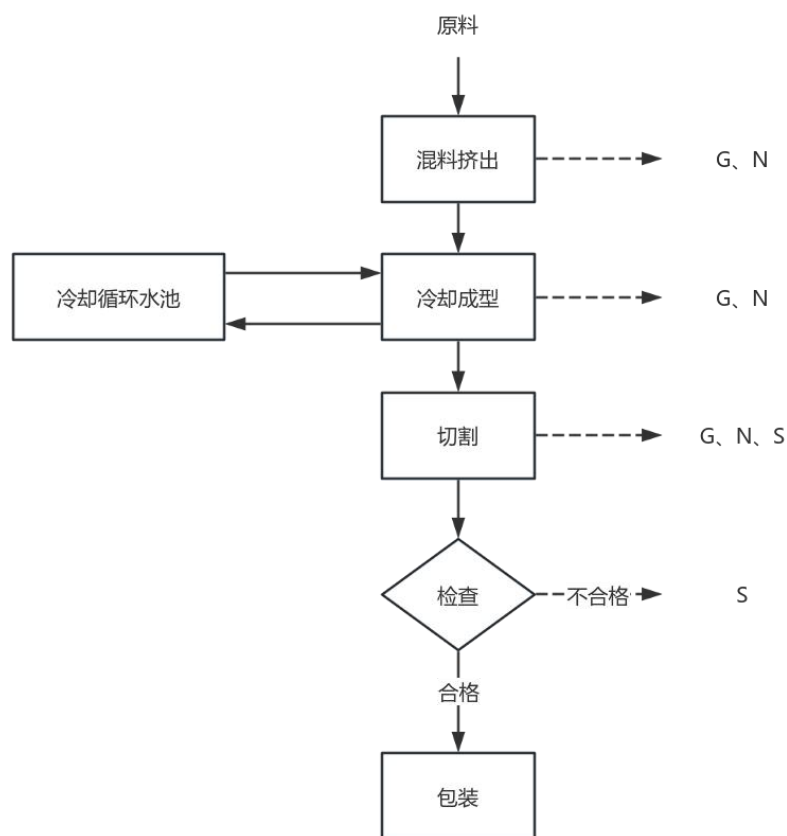 原料
混料挤出
G、N
冷却循环水池
冷却成型
G、N
切割
G、N、S
检查
不合格
S
合格
包装